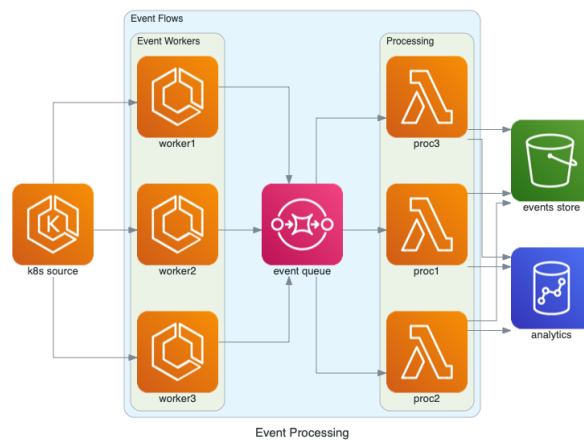 Event Flows
Event Workers
Processing
worker1
proc3
events store
k8s source
worker2
event queue
proc1
analytics
worker3
proc2
Event Processing